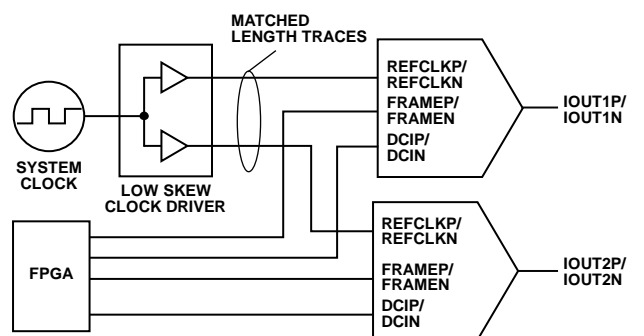 MATCHED
LENGTH TRACES
REFCLKP/
REFCLKN
FRAMEP/
FRAMEN
DCIP/
DCIN
IOUT1P/
IOUT1N
SYSTEM
CLOCK
LOW SKEW
CLOCK DRIVER
FPGA
REFCLKP/
REFCLKN
FRAMEP/
FRAMEN
DCIP/
DCIN
IOUT2P/
IOUT2N